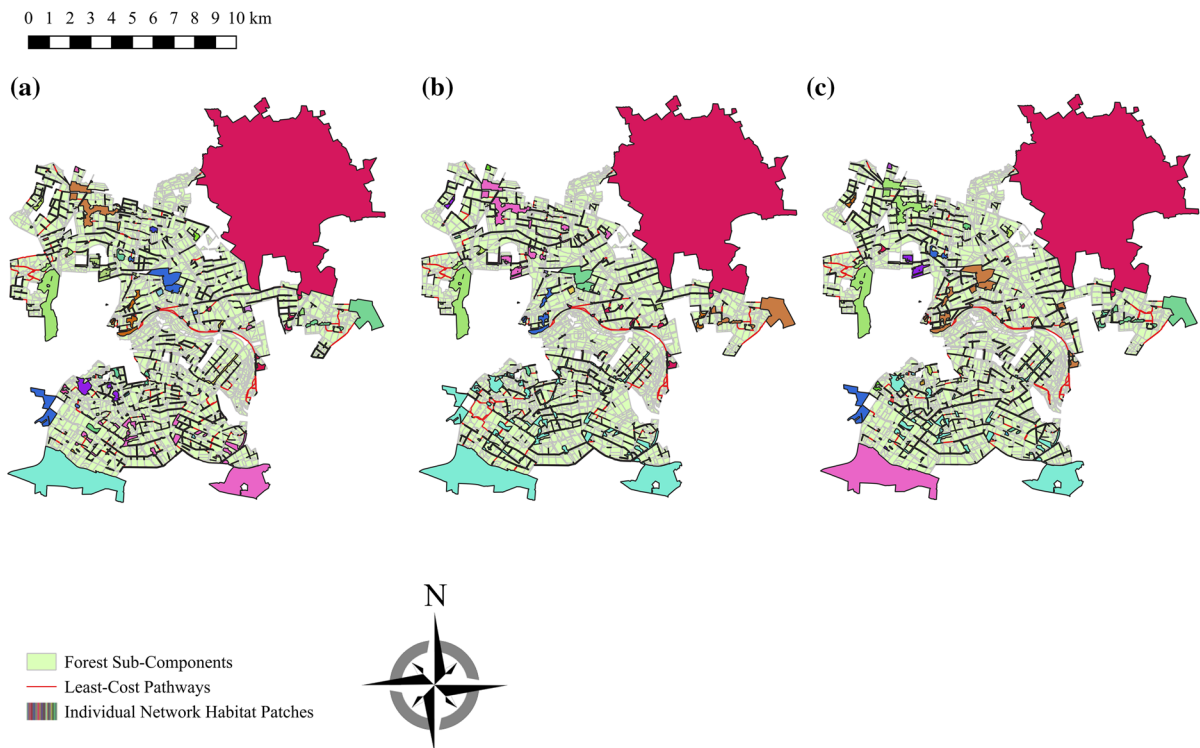 0 1 2 3 4 5 6 7 8 9 10 km
(a) (b) (c)
N
Forest Sub-Components
Least-Cost Pathways
Individual Network Habitat Patches